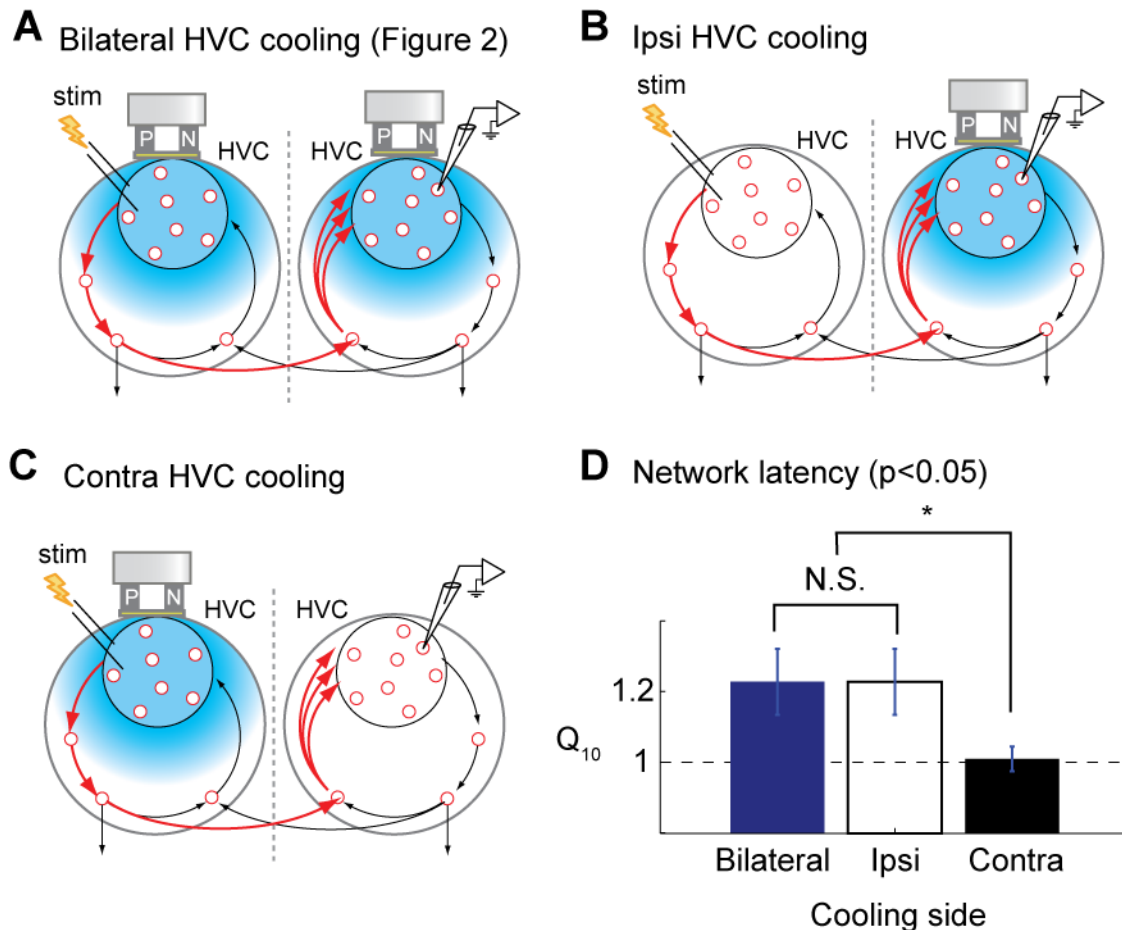 A Bilateral HVC cooling (Figure 2)
stim
P N
HVC
HVC
P N
B Ipsi HVC cooling
stim
HVC
HVC
P N
C Contra HVC cooling
stim
P N
HVC
HVC
D Network latency (p<0.05)
*
N.S.
1.2
Q10
1
Bilateral Ipsi Contra
Cooling side